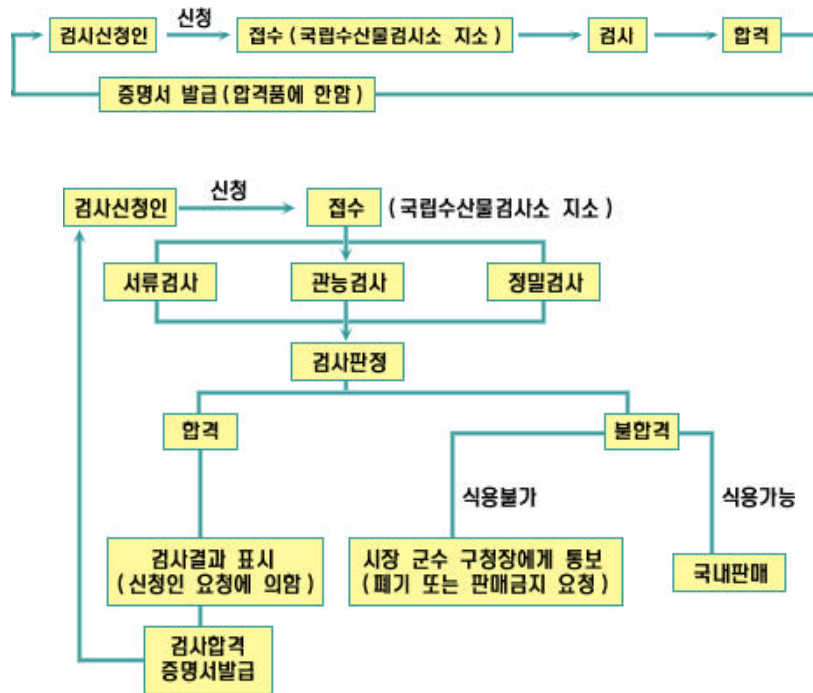 신청
검사신청인
접수 (국립수산물검사소 지소)
검사
합격
증명서 발급 (합격품에 안함)
신청
검사신청인
접수
(국립수산물검사소 지소)
서류검사
관능검사
정밀검사
검사판정
합격
불합격
식용불가
식용가능
검사결과 표시
(신청인 요청에 의함)
시장 군수 구청장에게 통보
(폐기 또는 판매금지 요청)
국내판매
검사합격
증명서발급